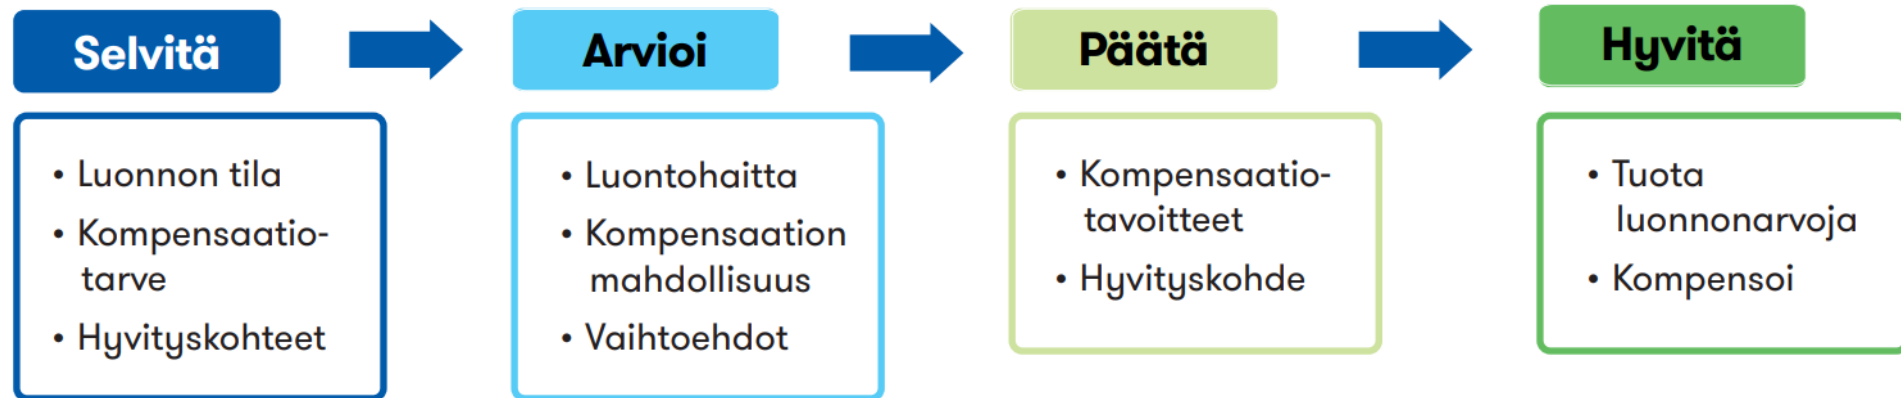 Selvitä
• Luonnon tila
• Kompensaatio-
tarve
• Hyvityskohteet
Arvioi
• Luontohaitta
• Kompensaation
mahdollisuus
• Vaihtoehdot
Päätä
• Kompensaatio-
tavoitteet
• Hyvityskohde
Hyvitä
• Tuota
luonnonarvoja
• Kompensoi